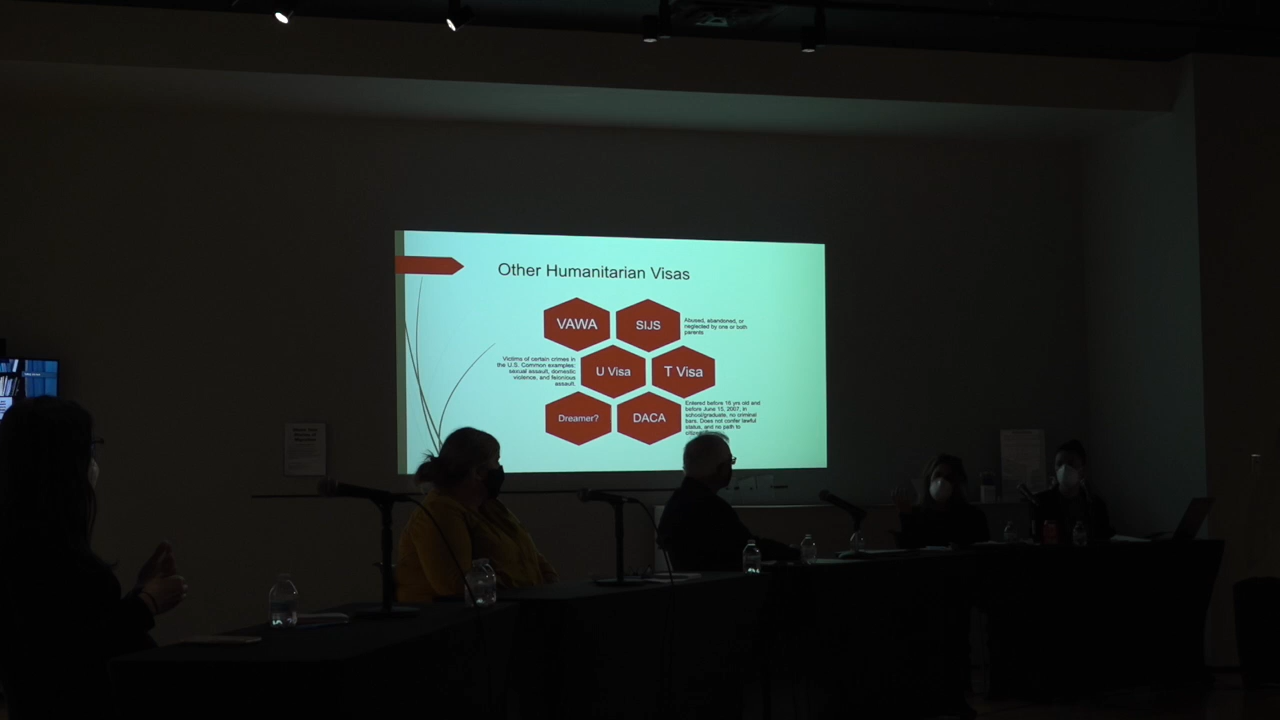 Other Humanitarian Visas
VAWA
SIJS
Abused, abandoned, or
neglected by one or both
parents
Victims of certain crimes in
the U.S. Common examples:
sexual assault, domestic
violence, and felonious
assault.
U Visa
T Visa
Dreamer?
DACA
Entered before 16 yrs old and
before June 15, 2007, in
school/graduate, no criminal
bars. Does not confer lawful
status, and no path to